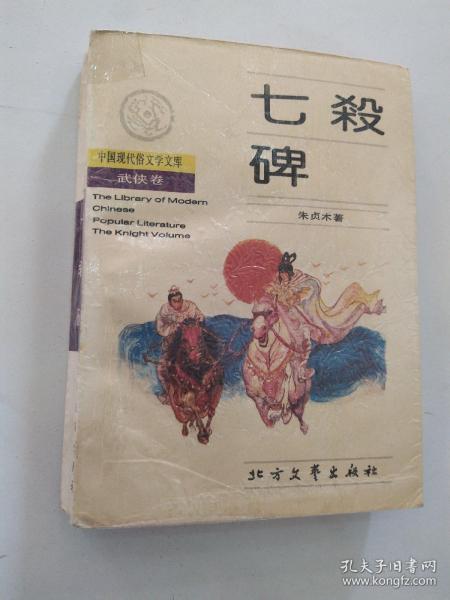 七殺
碑
中国现代俗文学文库
武侠卷
The Library of Modern
Chinese
Popular Literature
The Knight Volume
朱贞木著
北方文艺出版社
孔夫子旧书网
www.kongfz.com